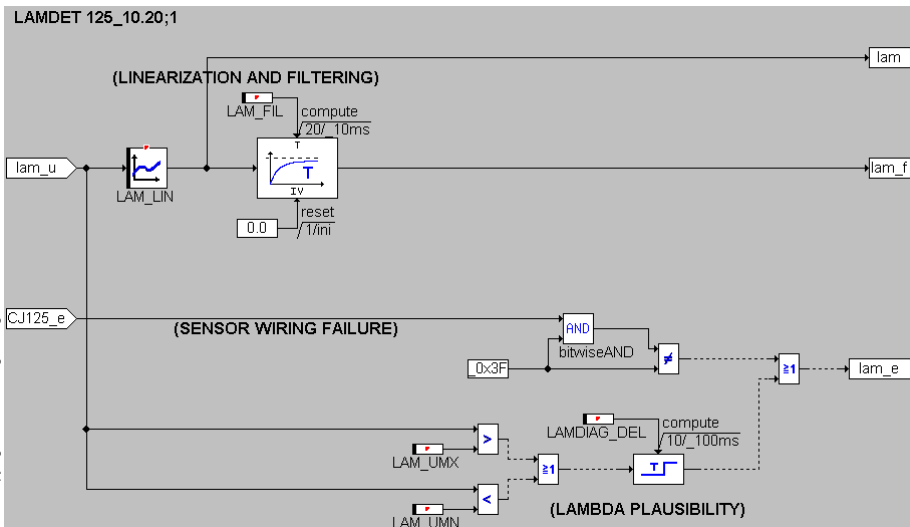 LAMDET 125_10.20;1
lam
(LINEARIZATION AND FILTERING)
LAM_FIL
compute
20/_10ms
T
lam_u
T
lam_f
LAM_LIN
IV
reset
0.0
1/ini
CJ125_e
(SENSOR WIRING FAILURE)
AND
bitwiseAND
≠
_0x3F
≥1
lam_e
LAMDIAG_DEL
compute
10/_100ms
>
LAM_UMX
≥1
T
<
LAM_UMN
(LAMBDA PLAUSIBILITY)